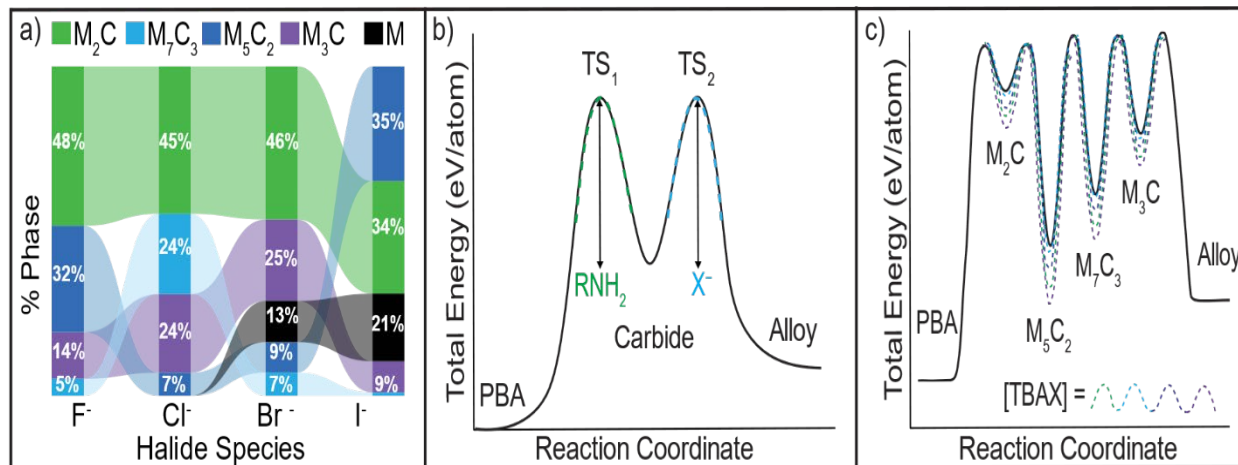 a)
M₂C M₇C₃ M₅C₂ M₃C M
% Phase
48%
32%
14%
5%
45%
24%
24%
7%
46%
25%
13%
9%
7%
35%
34%
21%
9%
F⁻ Cl⁻ Br⁻ I⁻
Halide Species
b)
Total Energy (eV/atom)
TS₁ TS₂
RNH₂ X⁻
Carbide
PBA
Alloy
Reaction Coordinate
c)
Total Energy (eV/atom)
M₂C
M₃C
M₇C₃
M₅C₂
PBA
Alloy
[TBAX] =
Reaction Coordinate